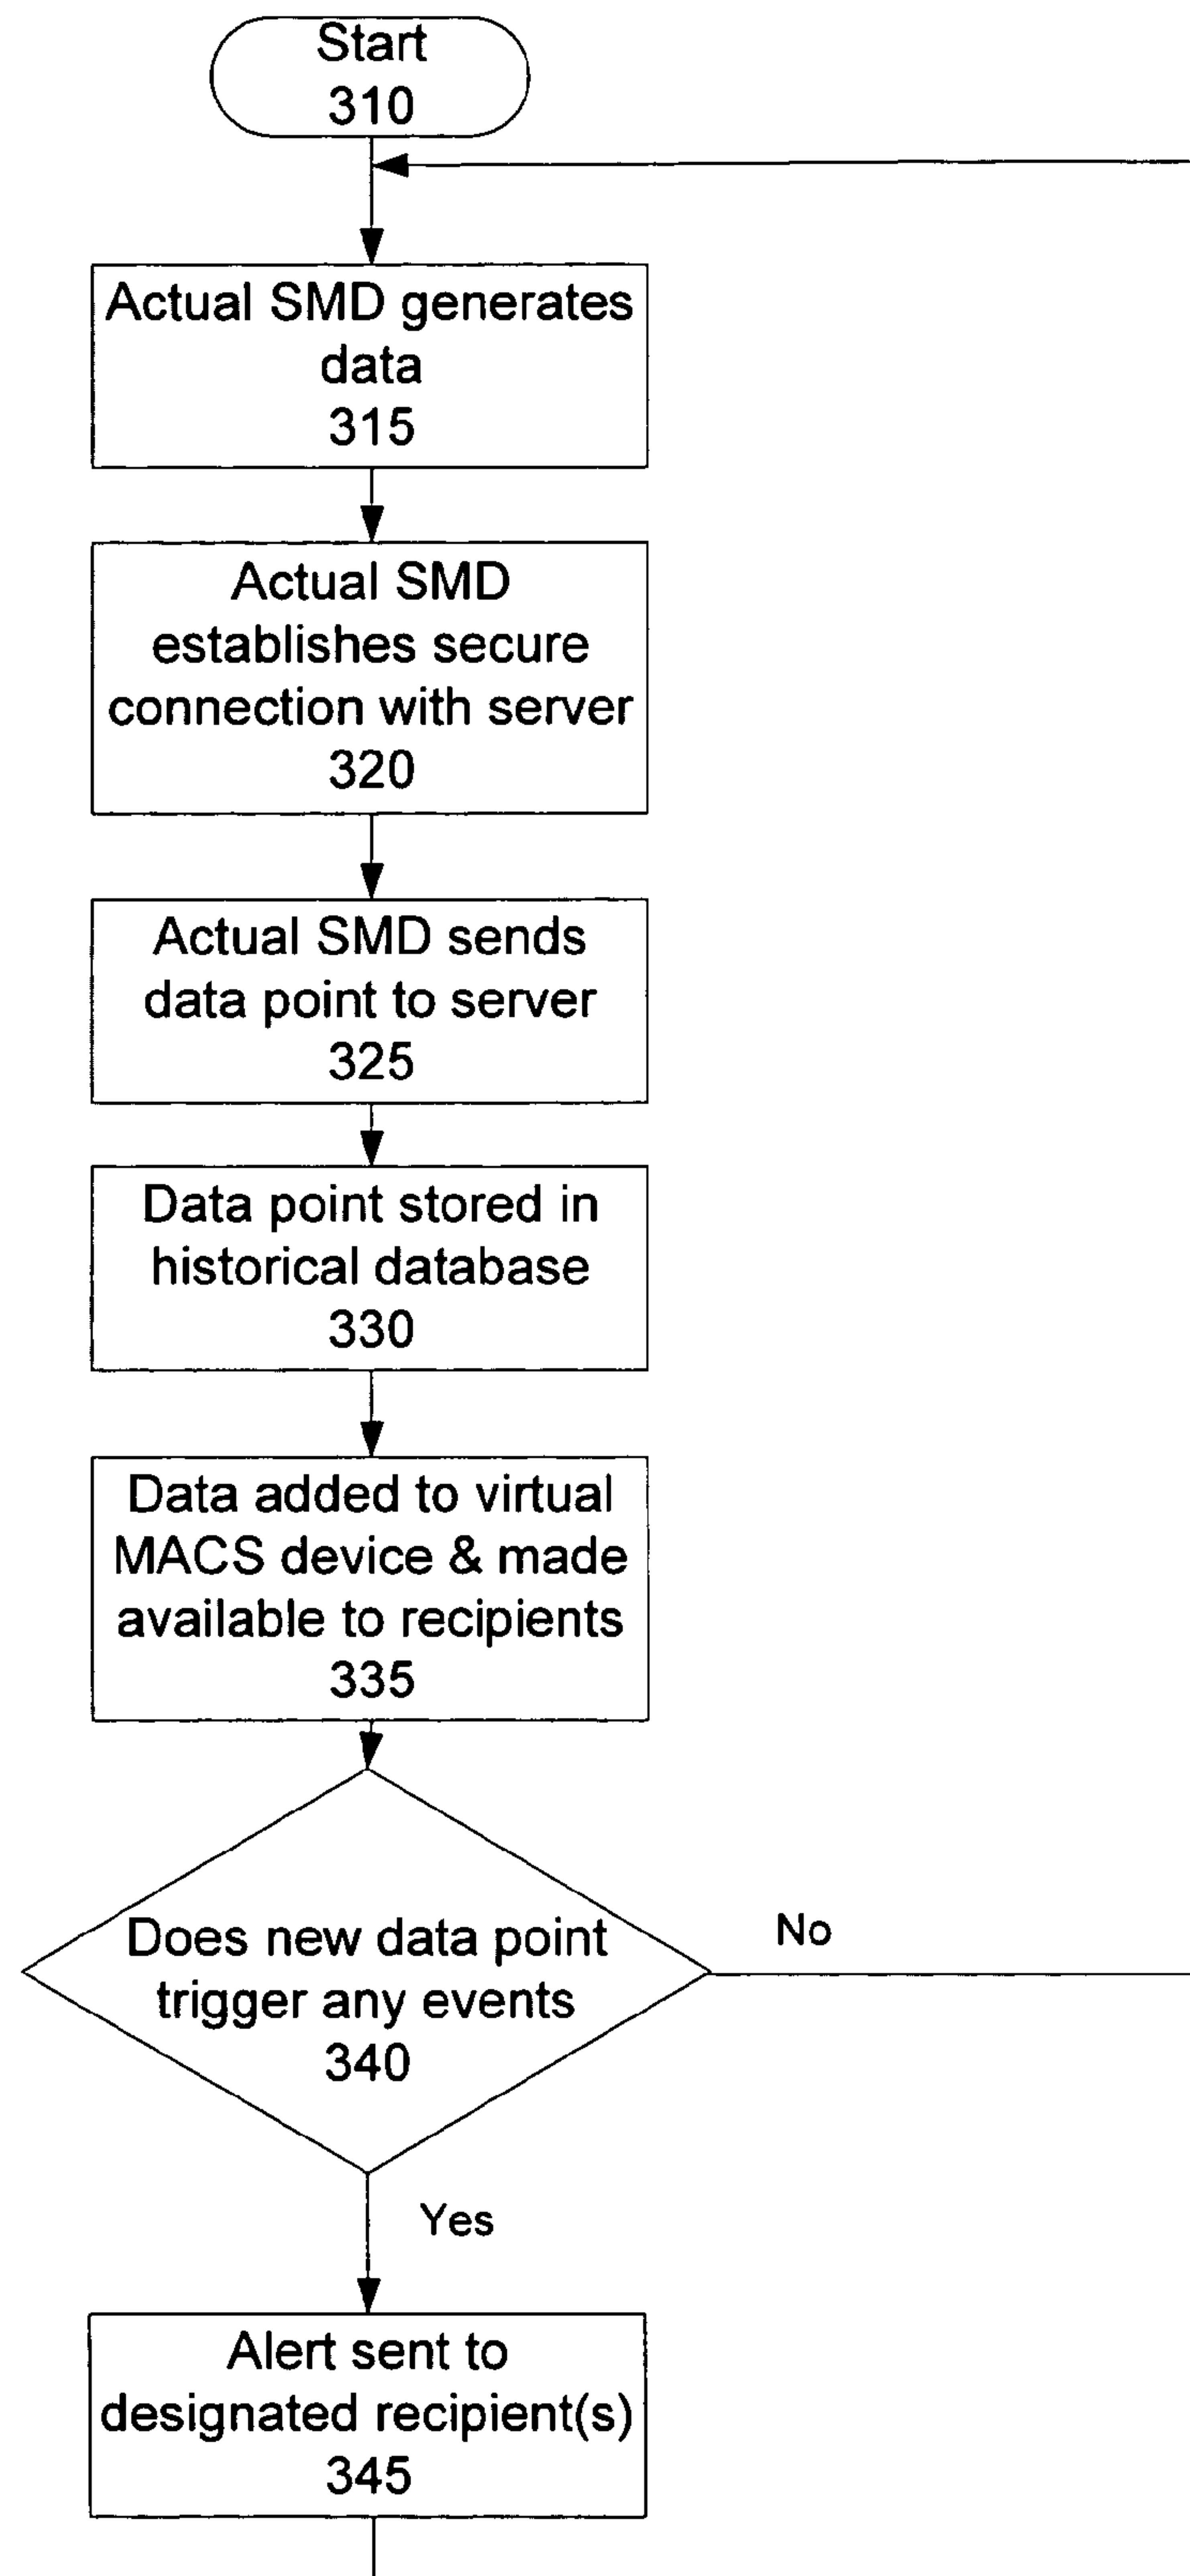 Start
310
Actual SMD generates
data
315
Actual SMD
establishes secure
connection with server
320
Actual SMD sends
data point to server
325
Data point stored in
historical database
330
Data added to virtual
MACS device & made
available to recipients
335
Does new data point
trigger any events
340
No
Yes
Alert sent to
designated recipient(s)
345